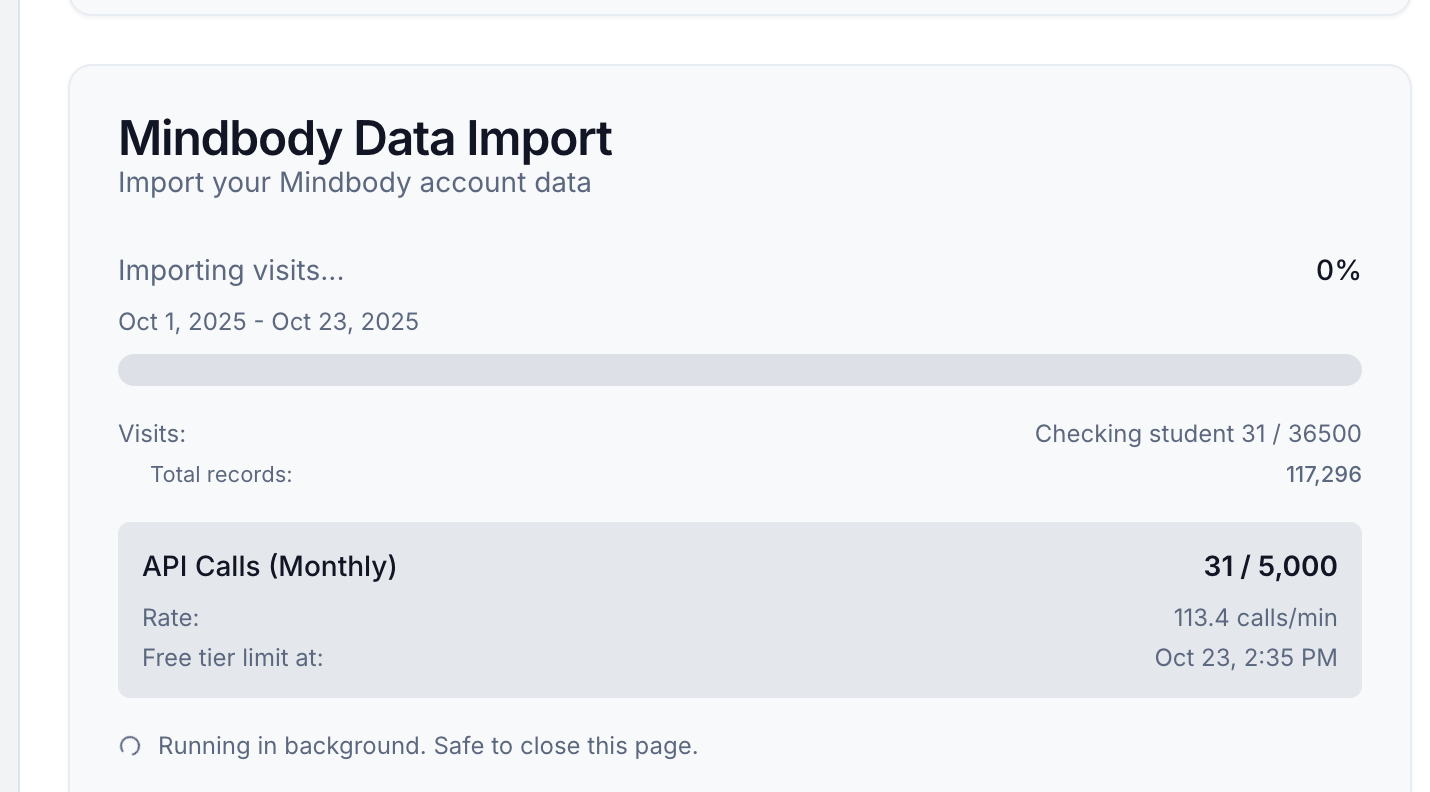 Mindbody Data Import
Import your Mindbody account data
Importing visits...
0%
Oct 1, 2025 - Oct 23, 2025
Visits:
Checking student 31 / 36500
Total records:
117,296
API Calls (Monthly)
31 / 5,000
Rate:
113.4 calls/min
Free tier limit at:
Oct 23, 2:35 PM
Running in background. Safe to close this page.